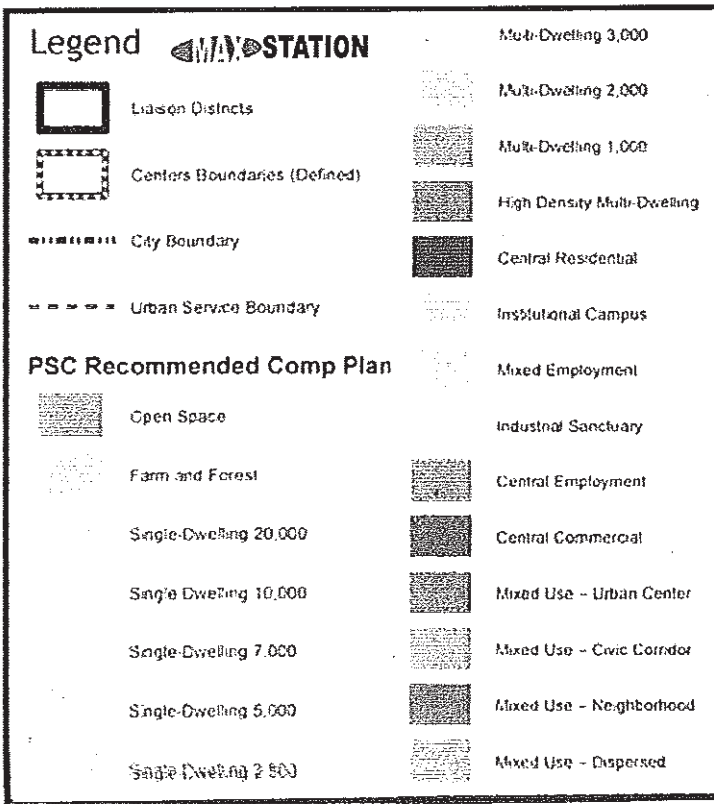 Legend STATION
Liaison Districts
Centers Boundaries (Defined)
City Boundary
Urban Service Boundary
PSC Recommended Comp Plan
Open Space
Farm and Forest
Single-Dwelling 20,000
Single Dwelling 10,000
Single-Dwelling 7,000
Single-Dwelling 5,000
Single-Dwelling 2 500
Multi-Dwelling 3,000
Multi-Dwelling 2,000
Multi-Dwelling 1,000
High Density Multi-Dwelling
Central Residential
Institutional Campus
Mixed Employment
Industrial Sanctuary
Central Employment
Central Commercial
Mixed Use – Urban Center
Mixed Use – Civic Corridor
Mixed Use – Neighborhood
Mixed Use – Dispersed